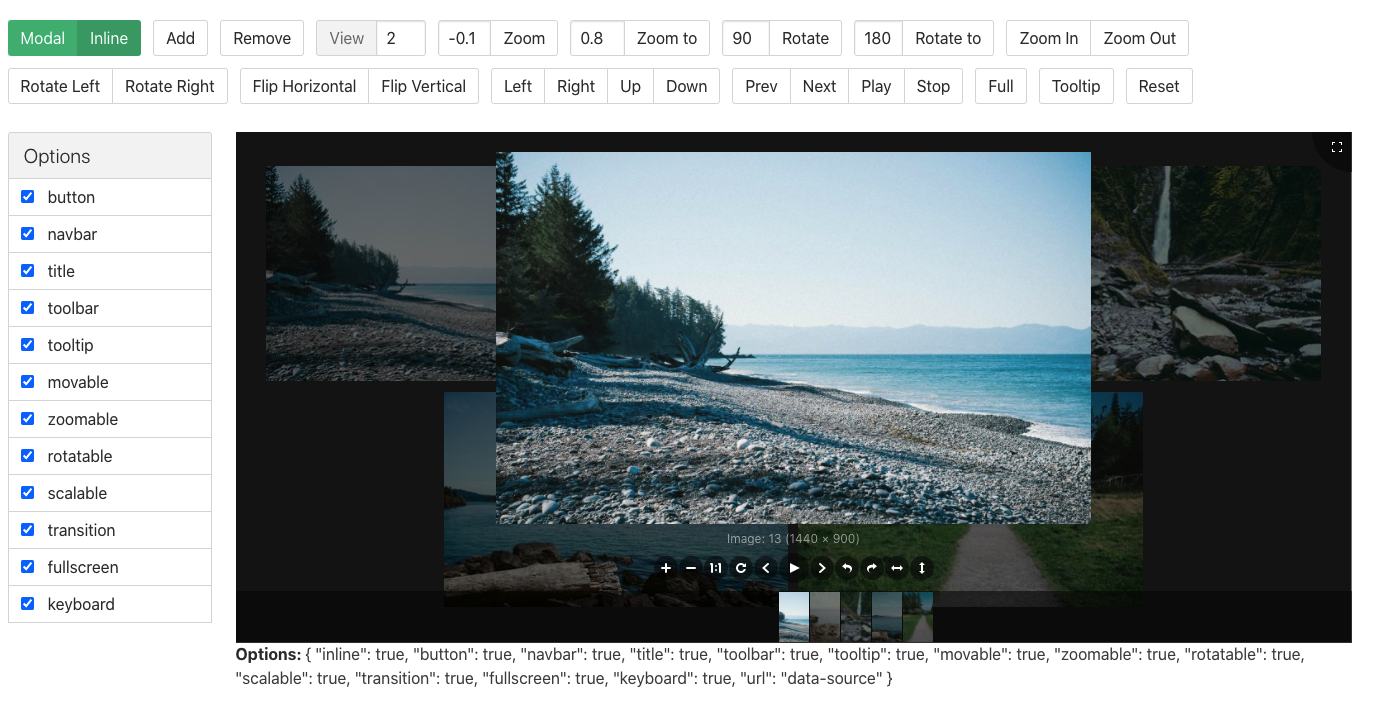 Modal Inline Add Remove View 2 -0.1 Zoom 0.8 Zoom to 90 Rotate 180 Rotate to Zoom In Zoom Out
Rotate Left Rotate Right Flip Horizontal Flip Vertical Left Right Up Down Prev Next Play Stop Full Tooltip Reset
Options
button
navbar
title
toolbar
tooltip
movable
zoomable
rotatable
scalable
transition
fullscreen
keyboard
Image: 13 (1440 × 900)
1:1
Options: { "inline": true, "button": true, "navbar": true, "title": true, "toolbar": true, "tooltip": true, "movable": true, "zoomable": true, "rotatable": true,
"scalable": true, "transition": true, "fullscreen": true, "keyboard": true, "url": "data-source" }